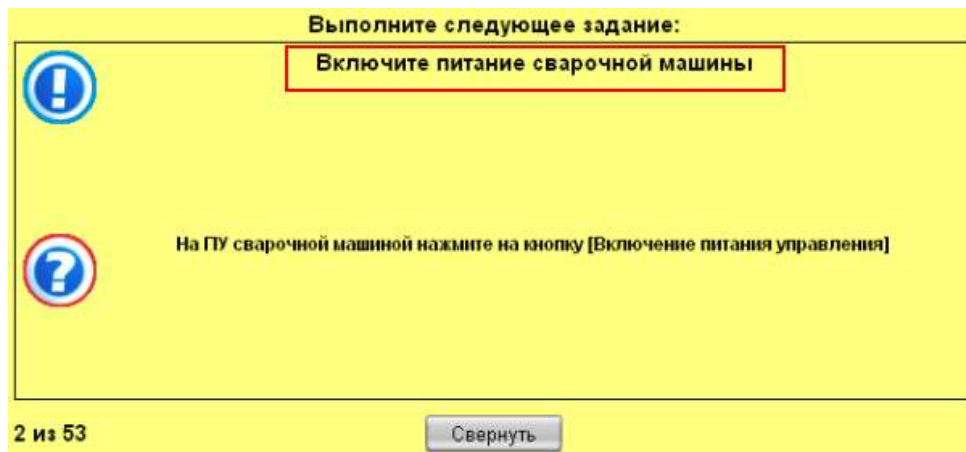 Выполните следующее задание:
Включите питание сварочной машины
На ПУ сварочной машиной нажмите на кнопку [Включение питания управления]
2 из 53
Свернуть